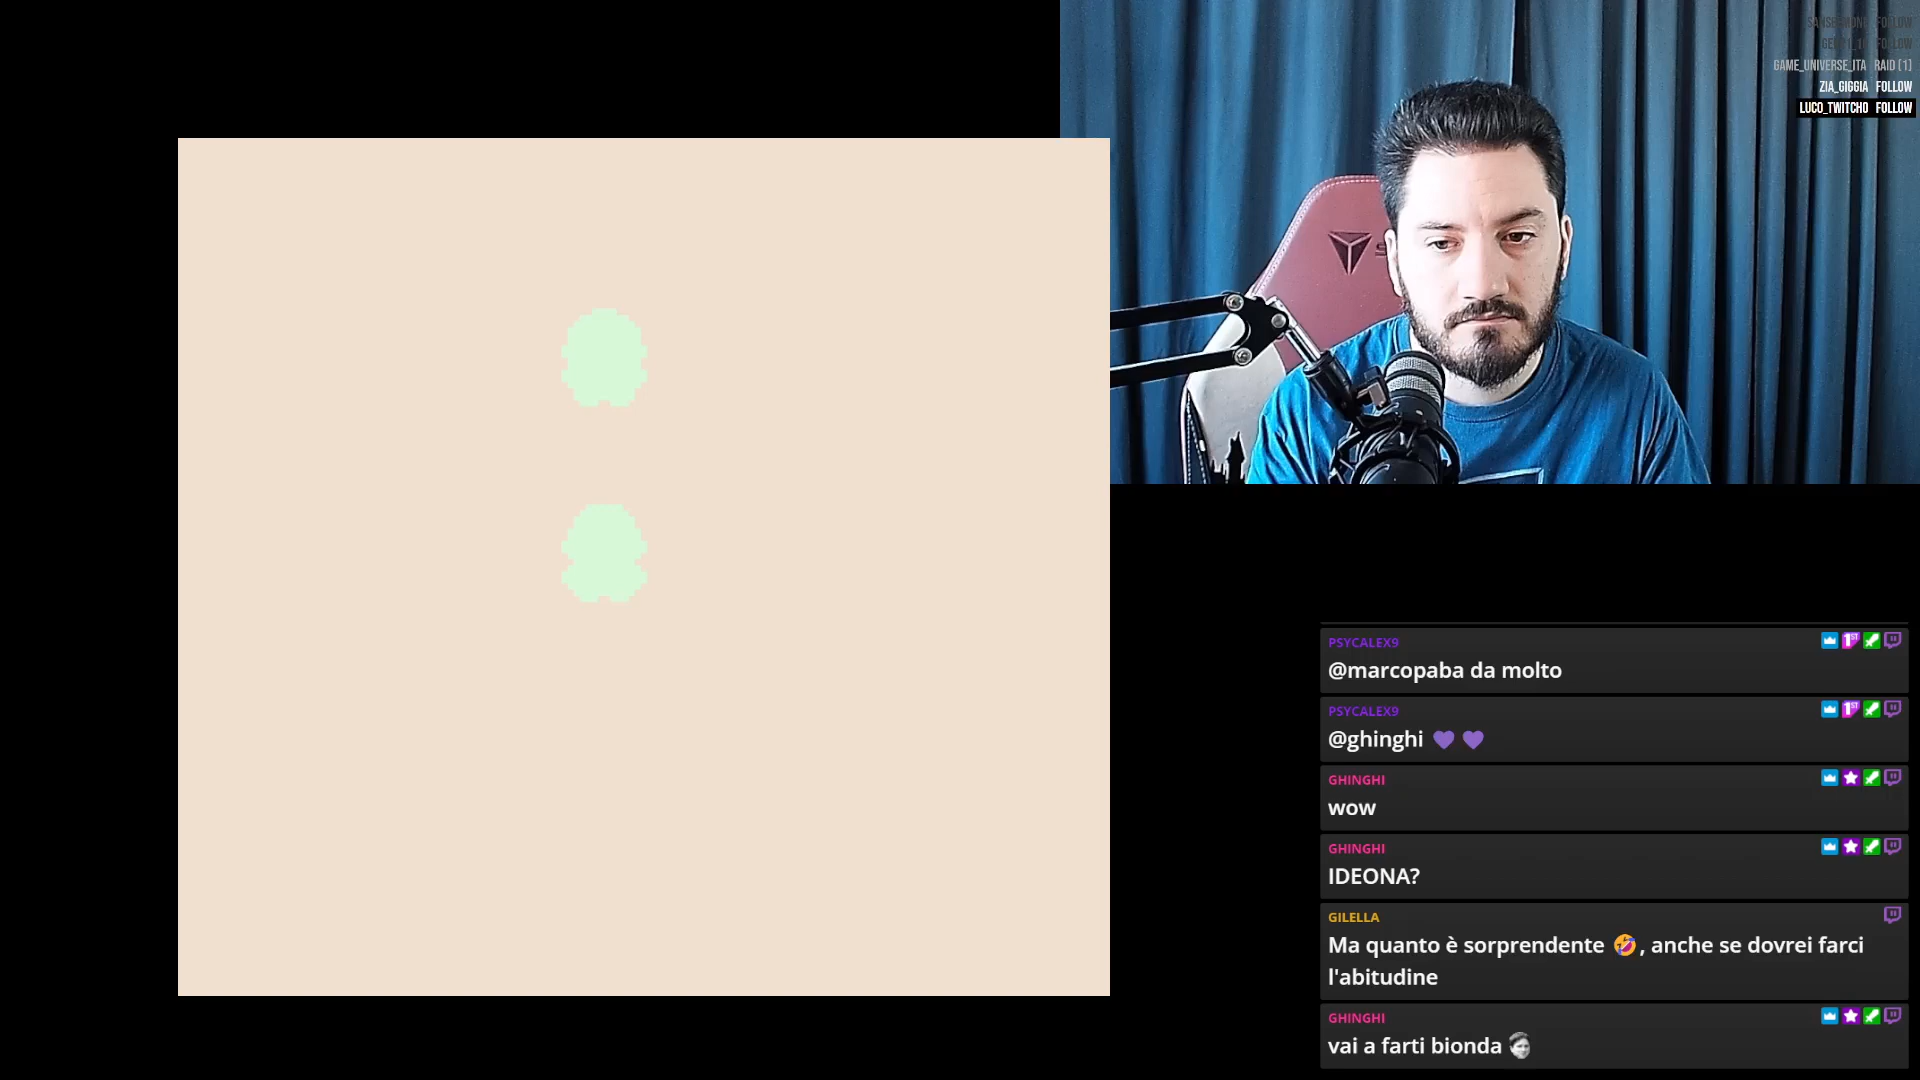 GAME_UNIVERSE_ITA RAID [1]
ZIA_GIGGIA FOLLOW
LUCO_TWITCHO FOLLOW
PSYCALEX9
@marcopaba da molto
PSYCALEX9
@ghinghi 💜 💜
GHINGHI
wow
GHINGHI
IDEONA?
GILELLA
Ma quanto è sorprendente 🤣, anche se dovrei farci
l'abitudine
GHINGHI
vai a farti bionda